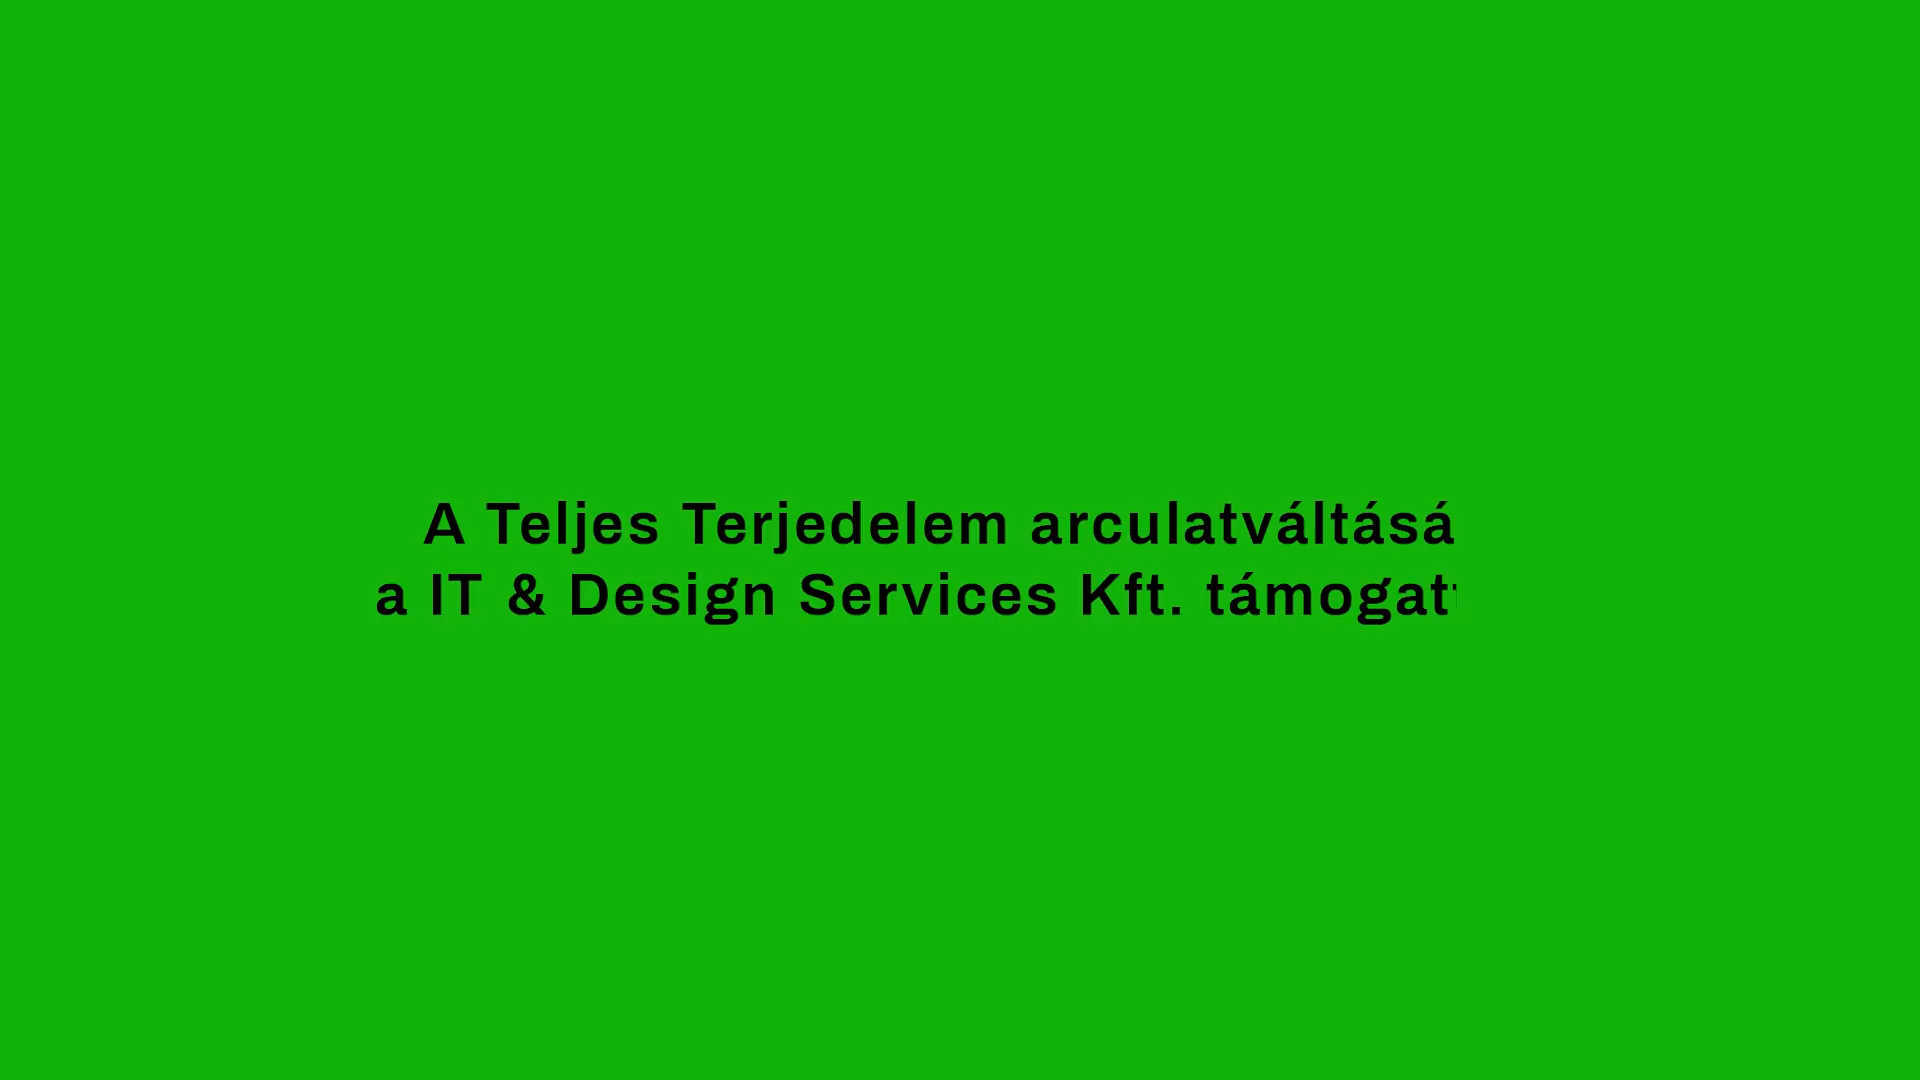 A Teljes Terjedelem arculatváltásá
a IT & Design Services Kft. támogat